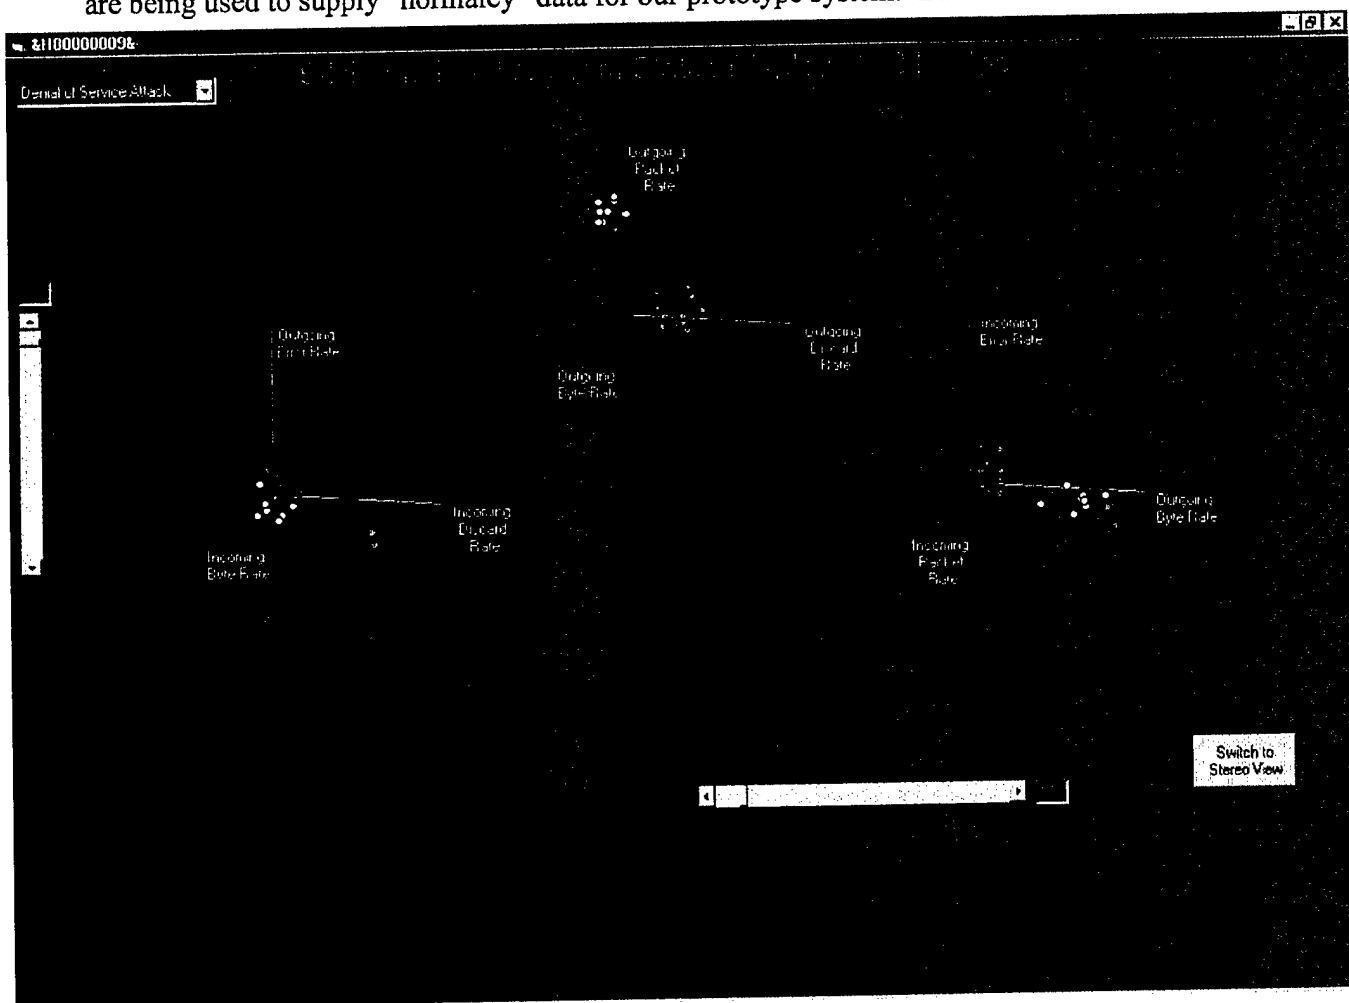 are being used to supply "normalcy" data for our prototype system.
&H00000009&
Denial of Service Attack
Outgoing
Packet
Rate
Outgoing
Error Rate
Outgoing
Discard
Rate
Incoming
Error Rate
Outgoing
Byte Rate
Incoming
Discard
Rate
Outgoing
Byte Rate
Incoming
Byte Rate
Incoming
Packet
Rate
Switch to
Stereo View